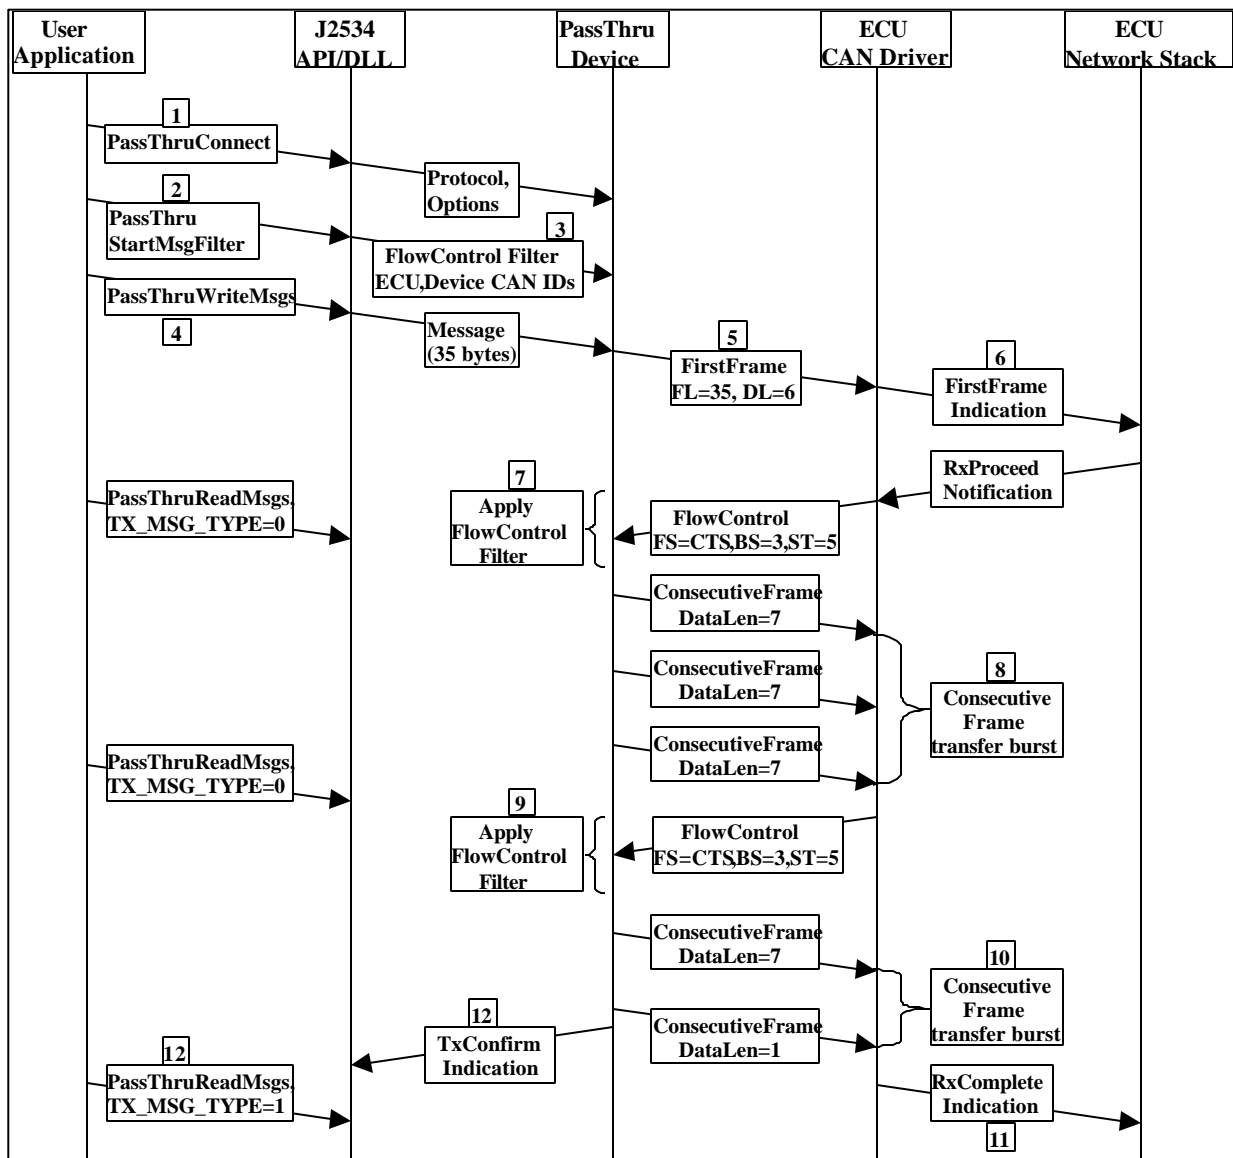 User
Application
J2534
API/DLL
PassThru
Device
ECU
CAN Driver
ECU
Network Stack
1
PassThruConnect
Protocol,
Options
2
PassThru
StartMsgFilter
3
FlowControl Filter
ECU,Device CAN IDs
PassThruWriteMsgs
4
Message
(35 bytes)
5
FirstFrame
FL=35, DL=6
6
FirstFrame
Indication
RxProceed
Notification
7
PassThruReadMsgs,
TX_MSG_TYPE=0
Apply
FlowControl
Filter
FlowControl
FS=CTS,BS=3,ST=5
ConsecutiveFrame
DataLen=7
ConsecutiveFrame
DataLen=7
8
Consecutive
Frame
transfer burst
ConsecutiveFrame
DataLen=7
PassThruReadMsgs,
TX_MSG_TYPE=0
9
Apply
FlowControl
Filter
FlowControl
FS=CTS,BS=3,ST=5
ConsecutiveFrame
DataLen=7
10
Consecutive
Frame
transfer burst
12
TxConfirm
Indication
ConsecutiveFrame
DataLen=1
12
PassThruReadMsgs,
TX_MSG_TYPE=1
RxComplete
Indication
11